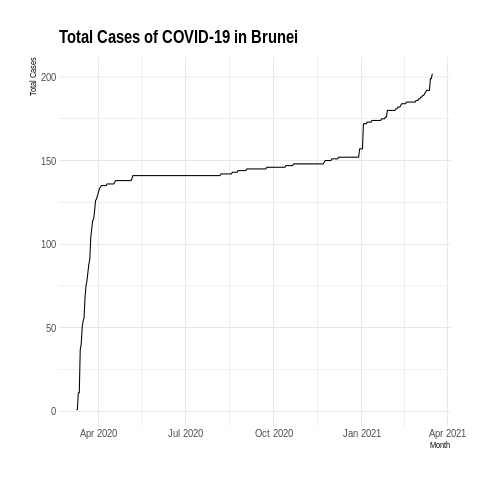 Total Cases of COVID-19 in Brunei
Total Cases
200
150
100
50
0
Apr 2020 Jul 2020 Oct 2020 Jan 2021 Apr 2021
Month